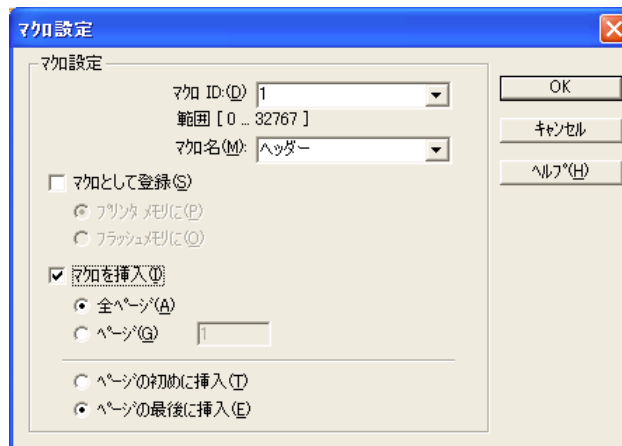 マクロ設定
マクロ設定
マクロ ID:(D) 1
範囲 [ 0 ... 32767 ]
マクロ名(M): ヘッダー
マクロとして登録(S)
プリンタ メモリに(P)
フラッシュメモリに(O)
マクロを挿入(I)
全ページ(A)
ページ(G) 1
ページの初めに挿入(T)
ページの最後に挿入(E)
OK
キャンセル
ヘルプ(H)